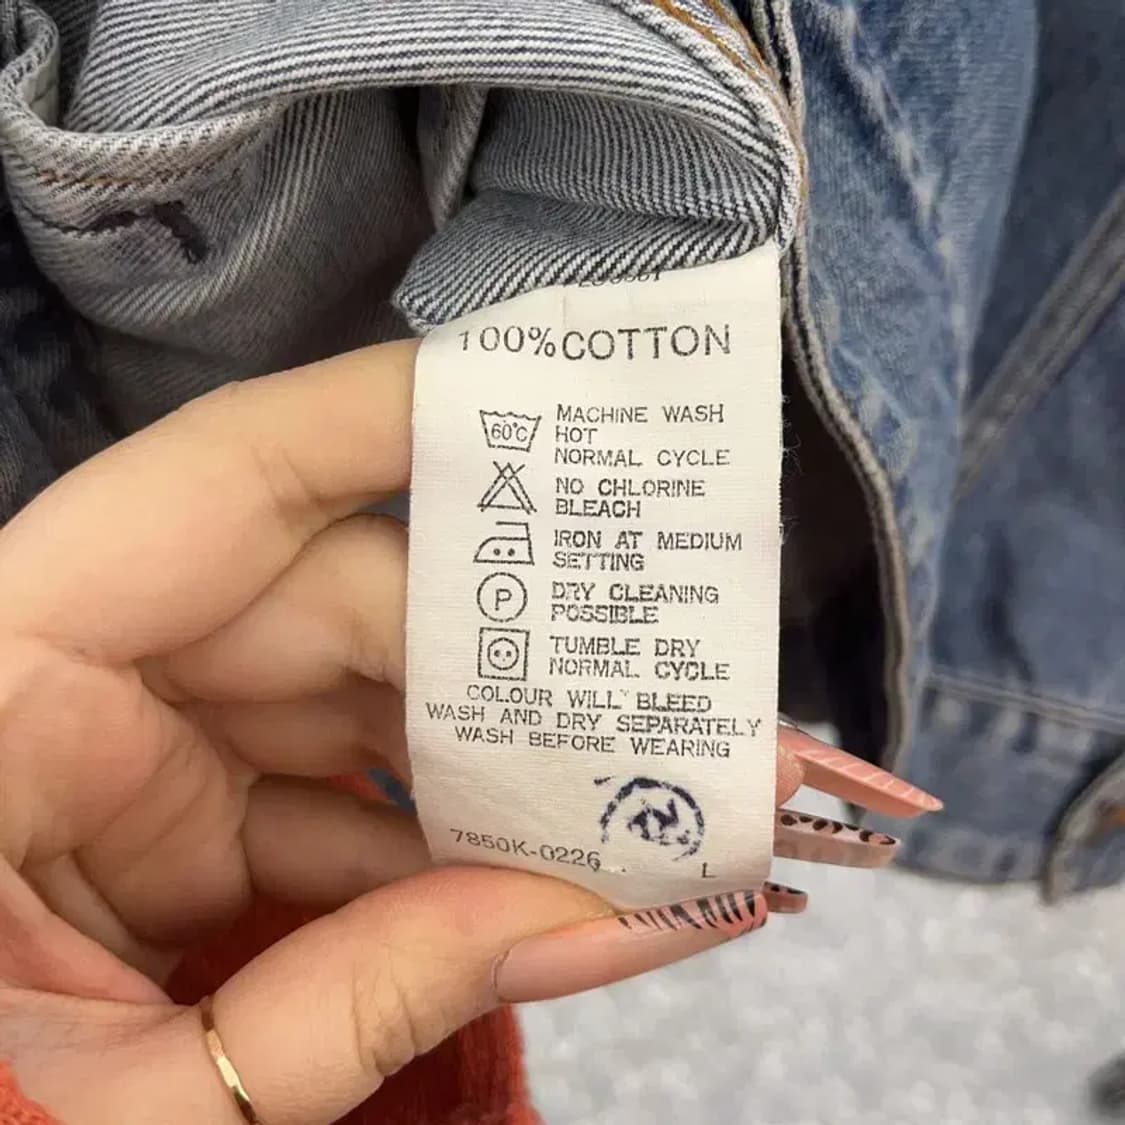 100% COTTON
60°C
MACHINE WASH
HOT
NORMAL CYCLE
NO CHLORINE
BLEACH
IRON AT MEDIUM
SETTING
P
DRY CLEANING
POSSIBLE
TUMBLE DRY
NORMAL CYCLE
COLOUR WILL BLEED
WASH AND DRY SEPARATELY
WASH BEFORE WEARING
7850K-0226
L